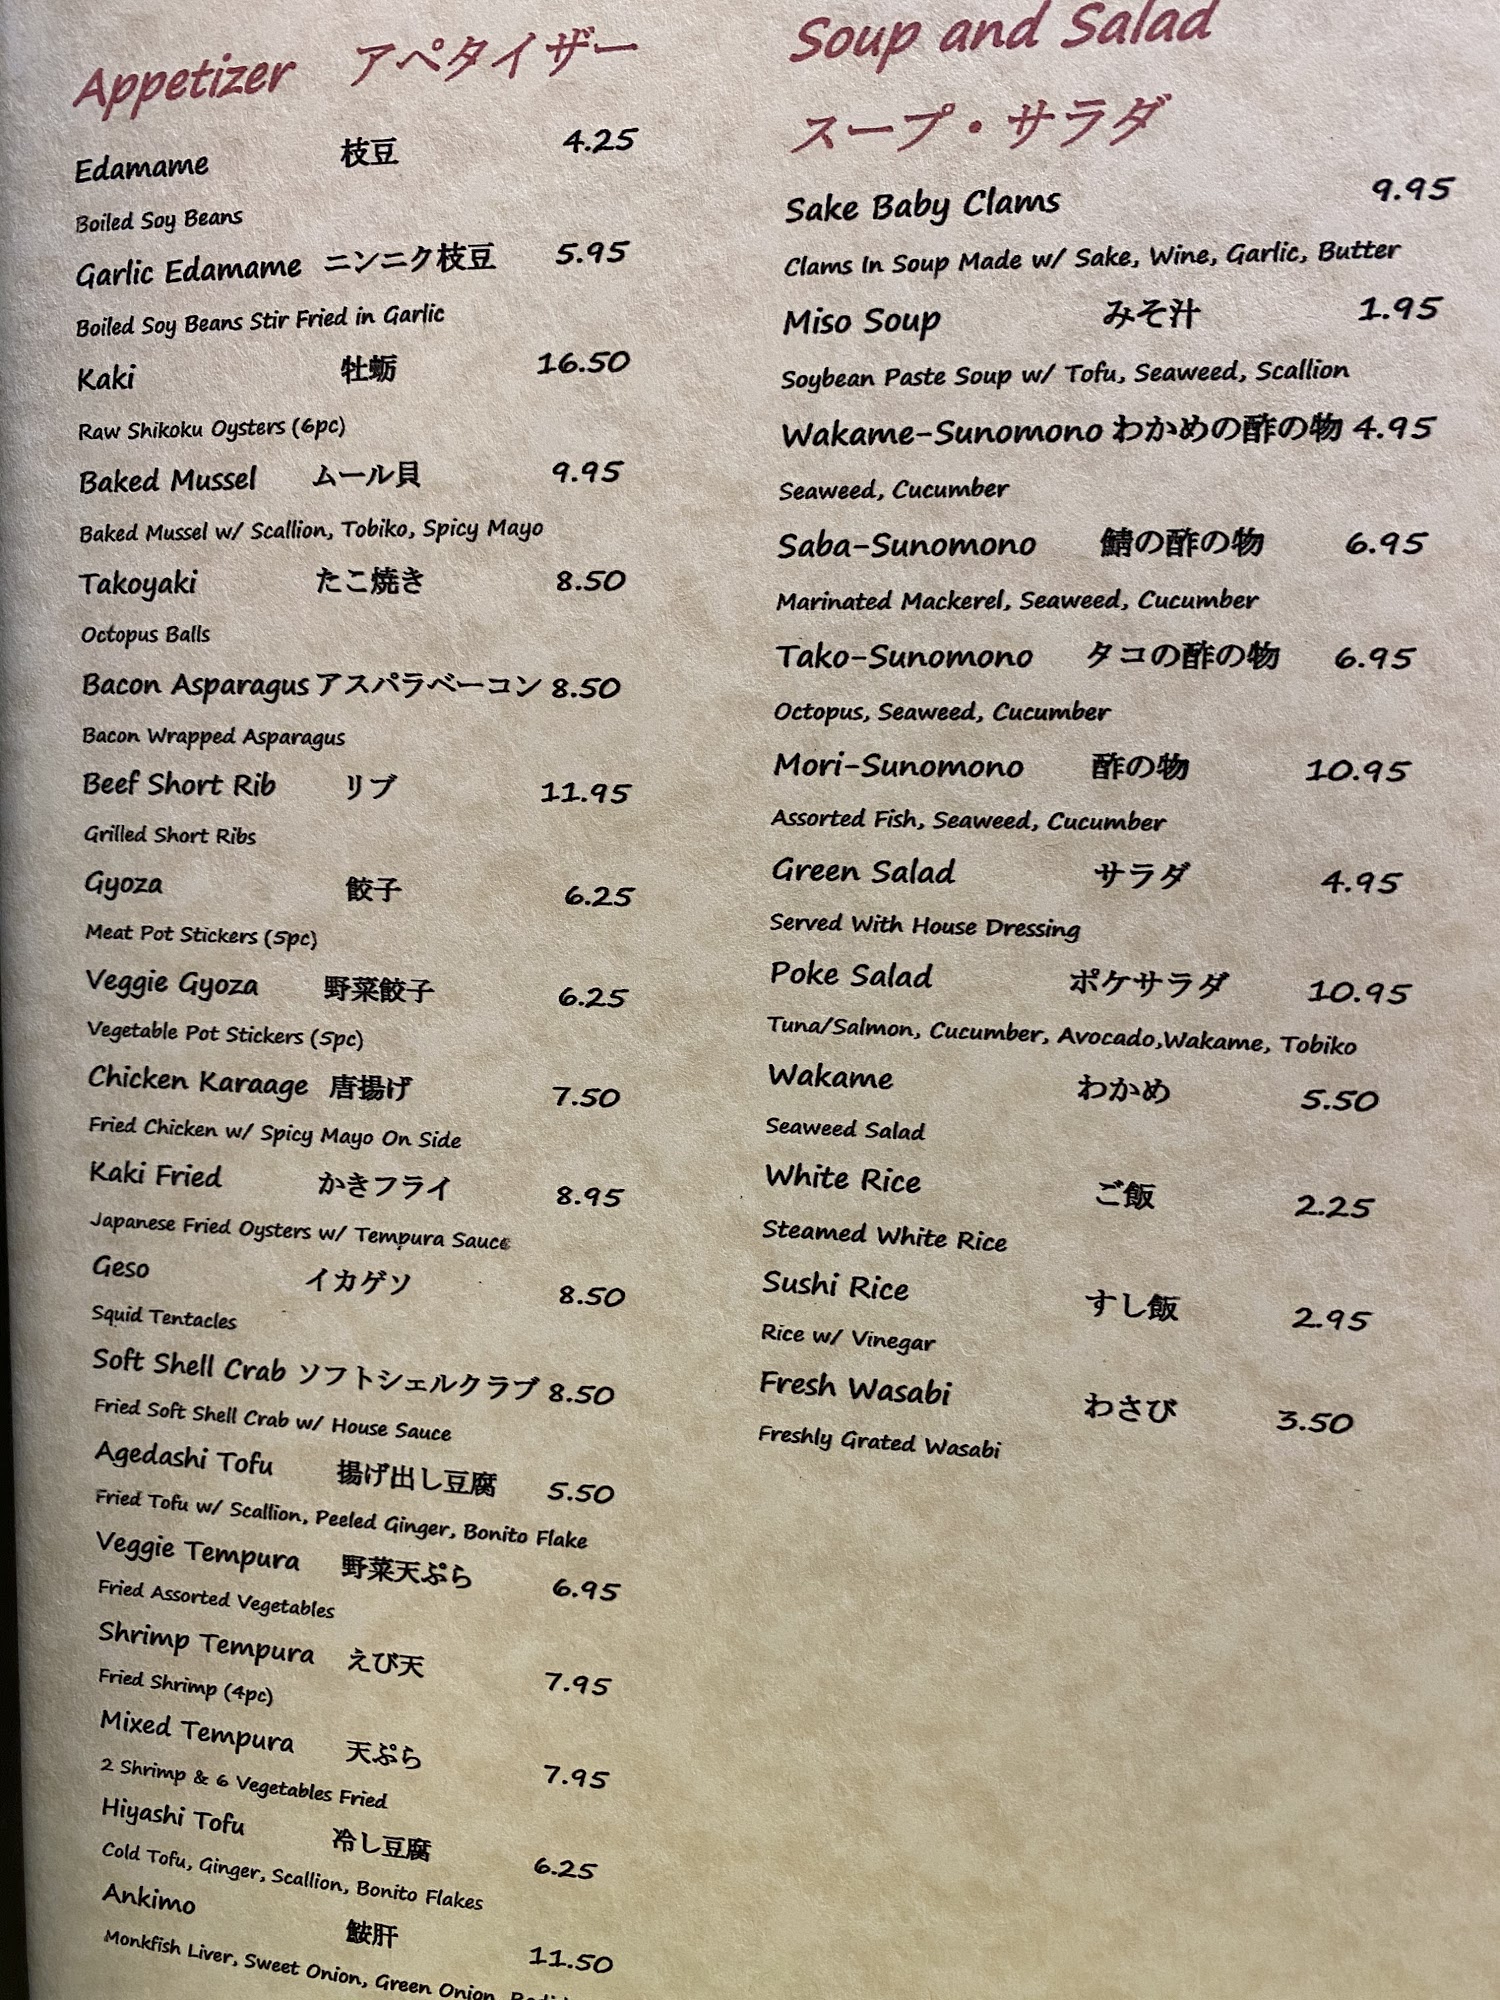 Appetizer アペタイザー
Edamame 枝豆 4.25
Boiled Soy Beans
Garlic Edamame ニンニク枝豆 5.95
Boiled Soy Beans Stir Fried in Garlic
Kaki 牡蛎 16.50
Raw Shikoku Oysters (6pc)
Baked Mussel ムール貝 9.95
Baked Mussel w/ Scallion, Tobiko, Spicy Mayo
Takoyaki たこ焼き 8.50
Octopus Balls
Bacon Asparagus アスパラベーコン 8.50
Bacon Wrapped Asparagus
Beef Short Rib リブ 11.95
Grilled Short Ribs
Gyoza 餃子 6.25
Meat Pot Stickers (5pc)
Veggie Gyoza 野菜餃子 6.25
Vegetable Pot Stickers (5pc)
Chicken Karaage 唐揚げ 7.50
Fried Chicken w/ Spicy Mayo On Side
Kaki Fried かきフライ 8.95
Japanese Fried Oysters w/ Tempura Sauce
Geso イカゲソ 8.50
Squid Tentacles
Soft Shell Crab ソフトシェルクラブ 8.50
Fried Soft Shell Crab w/ House Sauce
Agedashi Tofu 揚げ出し豆腐 5.50
Fried Tofu w/ Scallion, Peeled Ginger, Bonito Flake
Veggie Tempura 野菜天ぷら 6.95
Fried Assorted Vegetables
Shrimp Tempura えび天 7.95
Fried Shrimp (4pc)
Mixed Tempura 天ぷら 7.95
2 Shrimp & 6 Vegetables Fried
Hiyashi Tofu 冷し豆腐 6.25
Cold Tofu, Ginger, Scallion, Bonito Flakes
Ankimo 鮟肝 11.50
Monkfish Liver, Sweet Onion, Green Onion,
Soup and Salad
スープ・サラダ
Sake Baby Clams 9.95
Clams In Soup Made w/ Sake, Wine, Garlic, Butter
Miso Soup みそ汁 1.95
Soybean Paste Soup w/ Tofu, Seaweed, Scallion
Wakame-Sunomono わかめの酢の物 4.95
Seaweed, Cucumber
Saba-Sunomono 鯖の酢の物 6.95
Marinated Mackerel, Seaweed, Cucumber
Tako-Sunomono タコの酢の物 6.95
Octopus, Seaweed, Cucumber
Mori-Sunomono 酢の物 10.95
Assorted Fish, Seaweed, Cucumber
Green Salad サラダ 4.95
Served With House Dressing
Poke Salad ポケサラダ 10.95
Tuna/Salmon, Cucumber, Avocado,Wakame, Tobiko
Wakame わかめ 5.50
Seaweed Salad
White Rice ご飯 2.25
Steamed White Rice
Sushi Rice すし飯 2.95
Rice w/ Vinegar
Fresh Wasabi わさび 3.50
Freshly Grated Wasabi